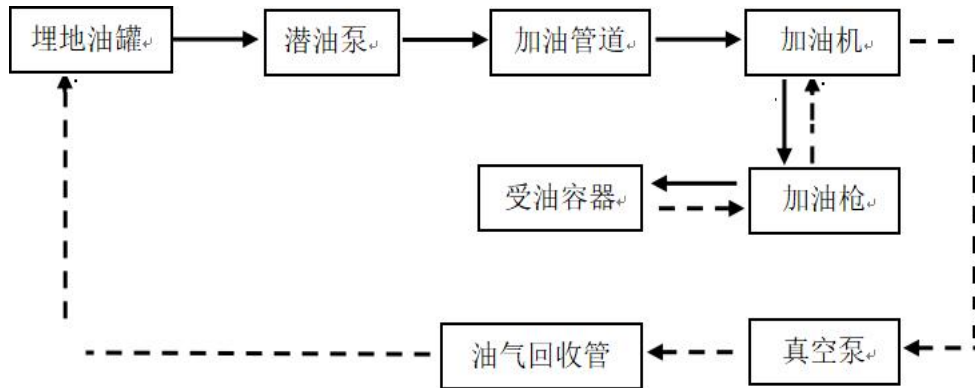 埋地油罐
潜油泵
加油管道
加油机
受油容器
加油枪
油气回收管
真空泵